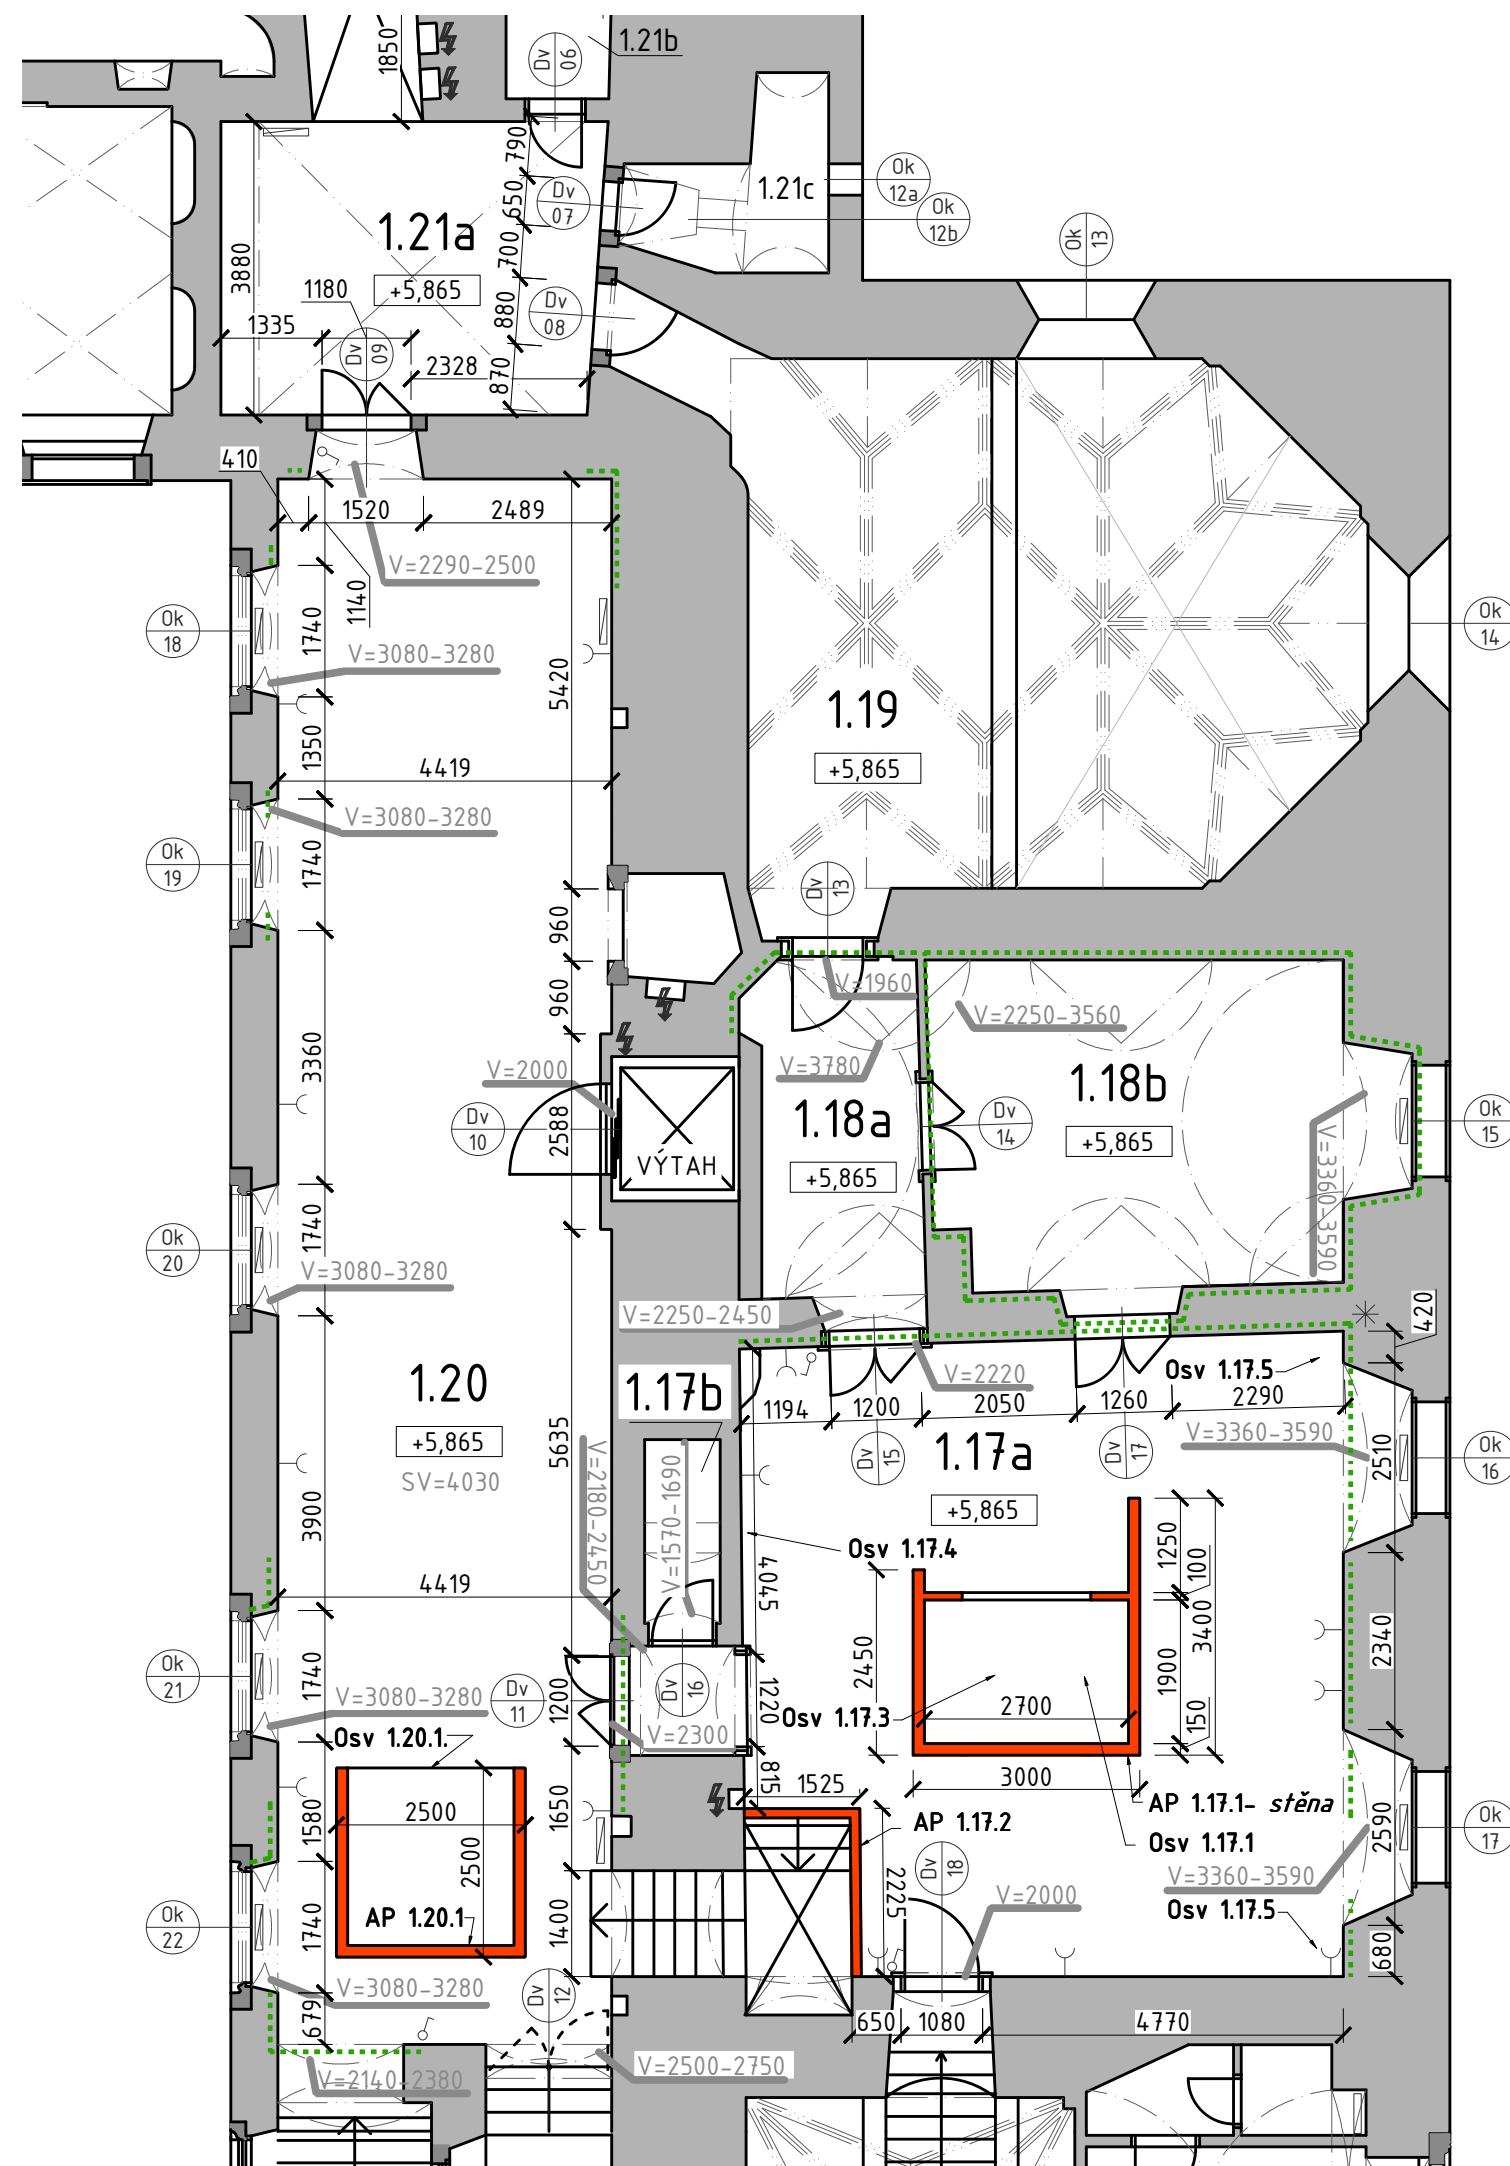 1850
1.21b
Dv
06
790
650
700
880
870
Dv
07
1.21c
Ok
12a
Ok
12b
Ok
13
1.21a
+5,865
3880
1180
1335
Dv
09
2328
Dv
08
410
1520
2489
V=2290-2500
1140
Ok
18
1740
V=3080-3280
5420
1350
4419
V=3080-3280
Ok
19
1740
1.19
+5,865
Ok
14
Dv
13
960
960
V=1960
V=2250-3560
V=3780
3360
V=2000
Dv
10
2588
VÝTAH
1.18a
+5,865
Dv
14
1.18b
+5,865
Ok
15
V=3360-3590
Ok
20
1740
V=3080-3280
V=2250-2450
420
V=2220
Osv 1.17.5
1.20
+5,865
SV=4030
1.17b
5635
1194
1200
2050
1260
2290
Dv
15
1.17a
+5,865
Dv
17
V=3360-3590
2510
Ok
16
V=2180-2450
V=1570-1690
3900
Osv 1.17.4
4045
1250
100
3400
1900
150
2450
2340
4419
Ok
21
1740
V=3080-3280
Dv
11
1200
Dv
16
V=2300
1220
Osv 1.17.3
2700
Osv 1.20.1.
815
1525
3000
AP 1.17.1- stěna
Osv 1.17.1
AP 1.17.2
2590
Ok
17
1580
2500
2500
1650
V=3360-3590
Osv 1.17.5
Dv
18
2225
V=2000
AP 1.20.1
Ok
22
1740
1400
680
V=3080-3280
Dv
12
679
650
1080
4770
V=2140-2380
V=2500-2750